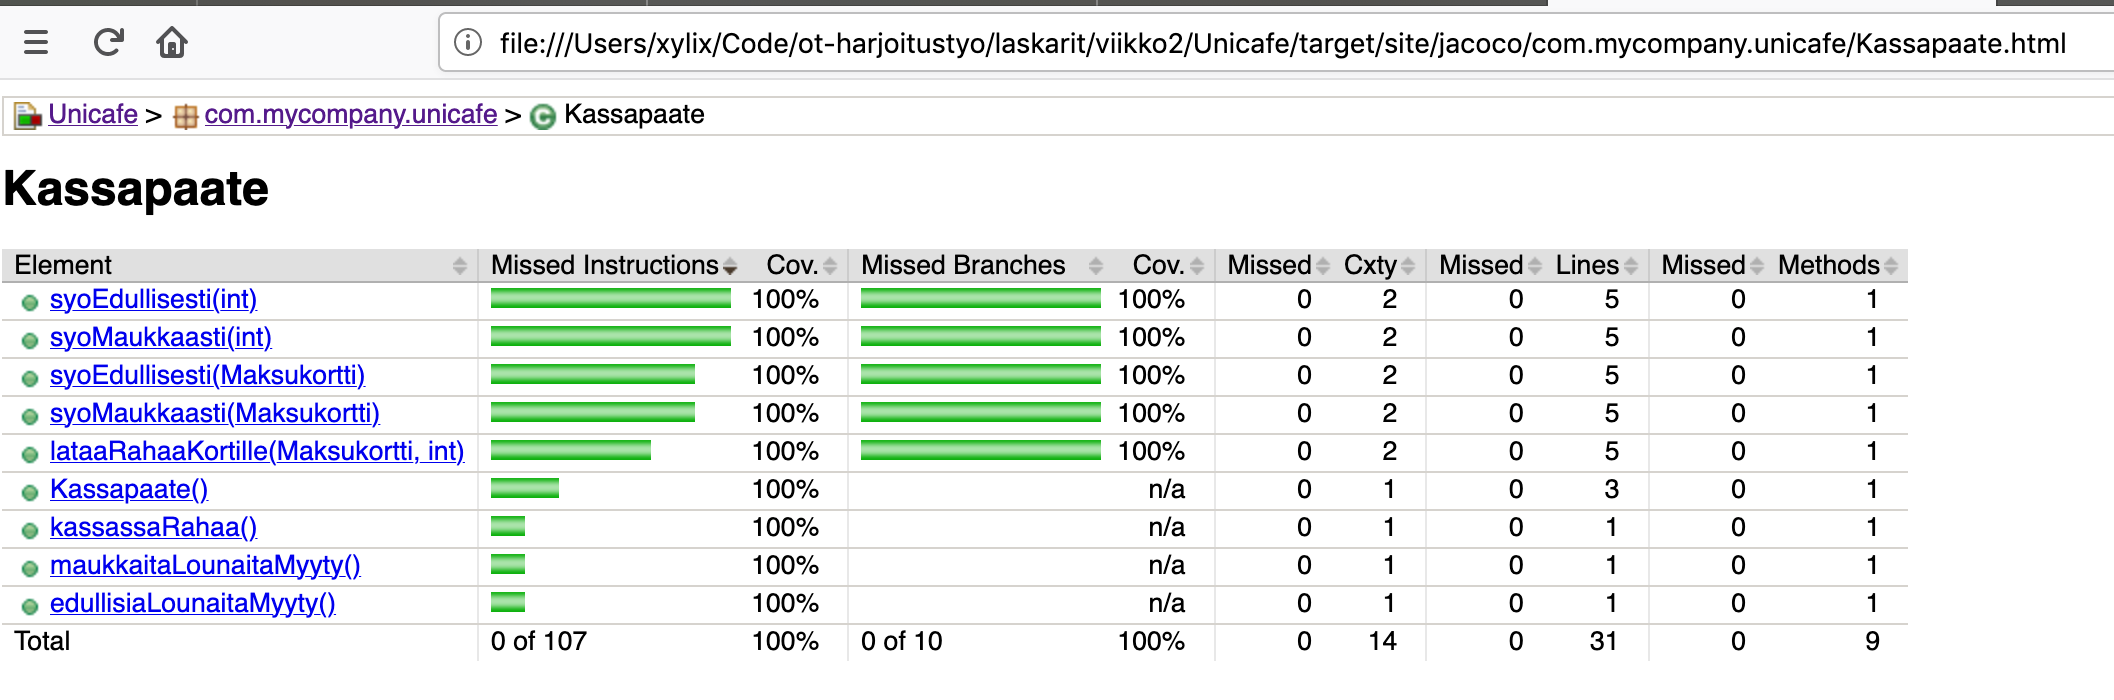 file:///Users/xylix/Code/ot-harjoitustyo/laskarit/viikko2/Unicafe/target/site/jacoco/com.mycompany.unicafe/Kassapaate.html
Unicafe > com.mycompany.unicafe > Kassapaate
Kassapaate
Element Missed Instructions Cov. Missed Branches Cov. Missed Cxty Missed Lines Missed Methods
syoEdullisesti(int) 100% 100% 0 2 0 5 0 1
syoMaukkaasti(int) 100% 100% 0 2 0 5 0 1
syoEdullisesti(Maksukortti) 100% 100% 0 2 0 5 0 1
syoMaukkaasti(Maksukortti) 100% 100% 0 2 0 5 0 1
lataaRahaaKortille(Maksukortti, int) 100% 100% 0 2 0 5 0 1
Kassapaate() 100% n/a 0 1 0 3 0 1
kassassaRahaa() 100% n/a 0 1 0 1 0 1
maukkaitaLounaitaMyyty() 100% n/a 0 1 0 1 0 1
edullisiaLounaitaMyyty() 100% n/a 0 1 0 1 0 1
Total 0 of 107 100% 0 of 10 100% 0 14 0 31 0 9